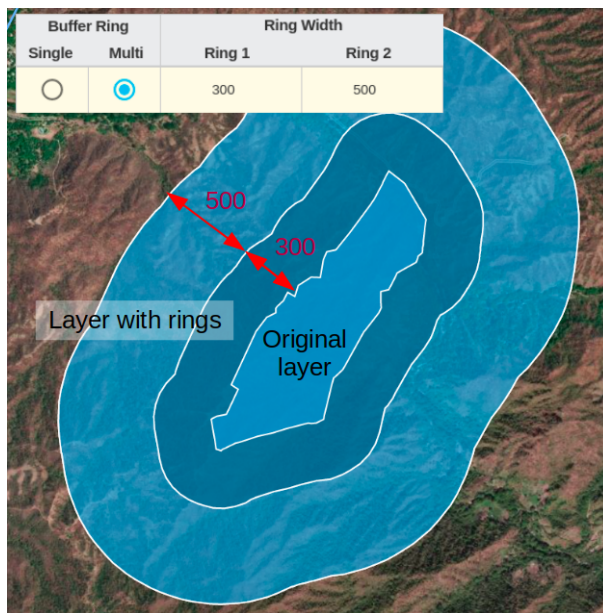 Buffer Ring Ring Width
Single Multi Ring 1 Ring 2
300 500
500
300
Layer with rings
Original
layer